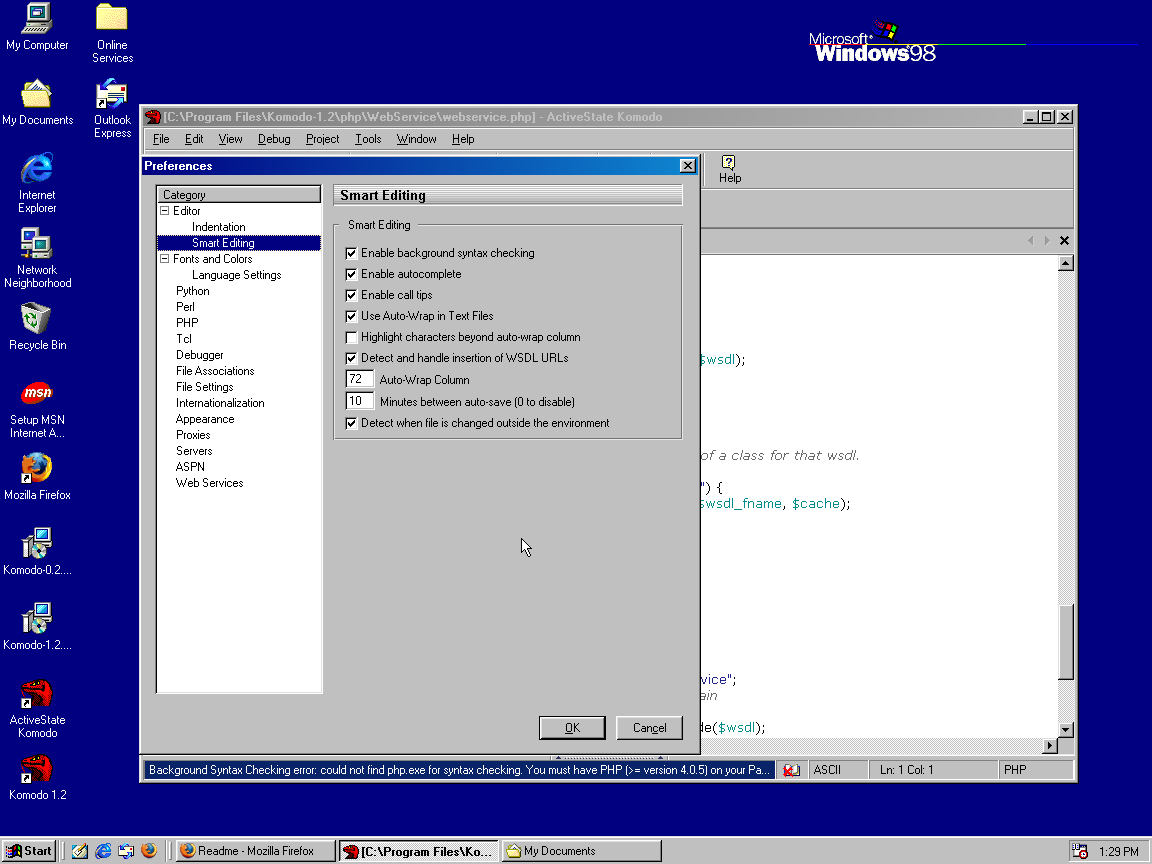 My Computer
Online
Services
My Documents
Outlook
Express
Internet
Explorer
Network
Neighborhood
Recycle Bin
msn
Setup MSN
Internet A...
Mozilla Firefox
Komodo-0.2....
Komodo-1.2....
ActiveState
Komodo
Komodo 1.2
Microsoft
Windows 98
[C:\Program Files\Komodo-1.2\php\WebService\webservice.php] - ActiveState Komodo
File Edit View Debug Project Tools Window Help
Help
Preferences
Category
Editor
Indentation
Smart Editing
Fonts and Colors
Language Settings
Python
Perl
PHP
Tcl
Debugger
File Associations
File Settings
Internationalization
Appearance
Proxies
Servers
ASPN
Web Services
Smart Editing
Smart Editing
Enable background syntax checking
Enable autocomplete
Enable call tips
Use Auto-Wrap in Text Files
Highlight characters beyond auto-wrap column
Detect and handle insertion of WSDL URLs
72 Auto-Wrap Column
10 Minutes between auto-save (0 to disable)
Detect when file is changed outside the environment
OK Cancel
$wsdl);
of a class for that wsdl.
") {
$wsdl_fname, $cache);
vice";
ain
de($wsdl);
Background Syntax Checking error: could not find php.exe for syntax checking. You must have PHP (>= version 4.0.5) on your Pa...
ASCII
Ln: 1 Col: 1
PHP
Start
Readme - Mozilla Firefox
[C:\Program Files\Ko...
My Documents
1:29 PM